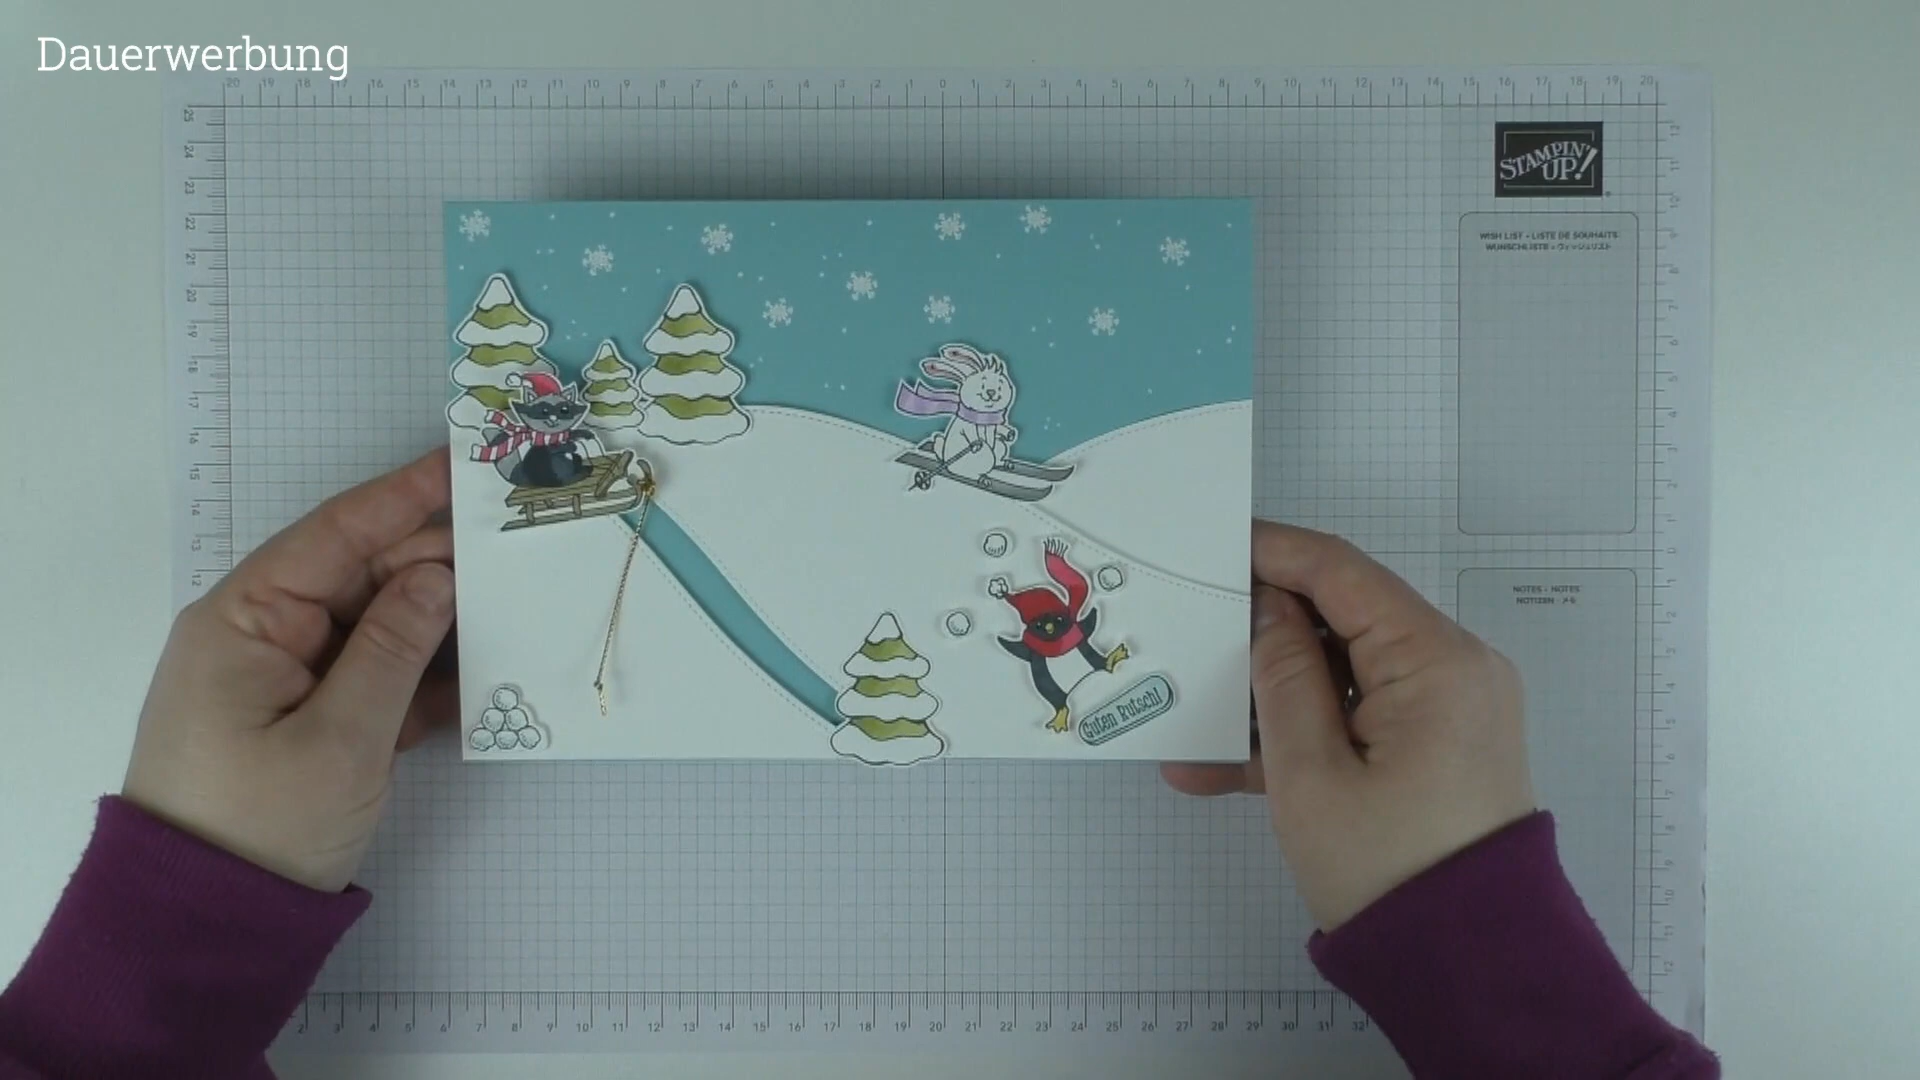 Dauerwerbung
STAMPIN'
UP!
WISH LIST • LISTE DE SOUHAITS
WUNSCHLISTE • ウィッシュリスト
NOTES • NOTES
NOTIZEN • メモ
Guten Rutsch!